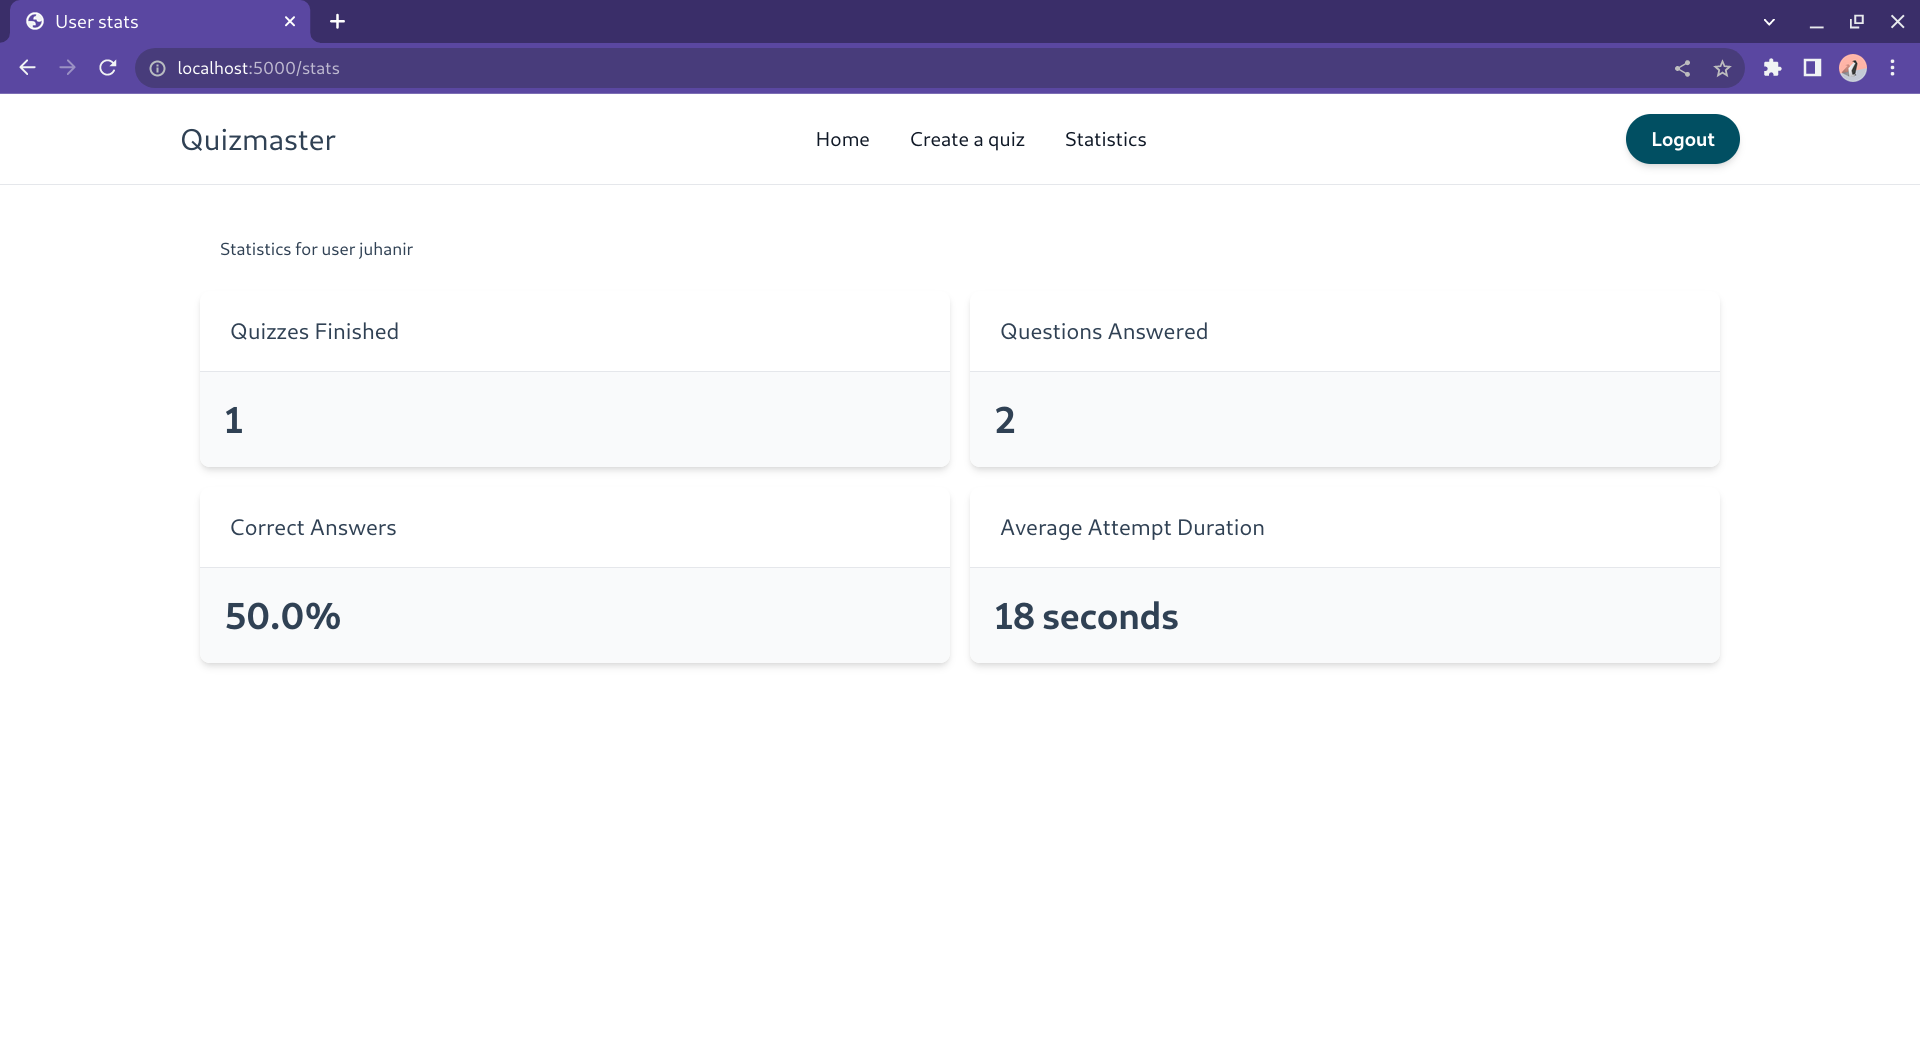 User stats
localhost:5000/stats
Quizmaster
Home Create a quiz Statistics
Logout
Statistics for user juhanir
Quizzes Finished
1
Questions Answered
2
Correct Answers
50.0%
Average Attempt Duration
18 seconds